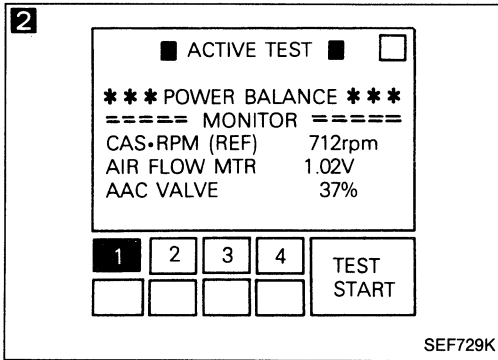 2
■ ACTIVE TEST ■ □
* * * POWER BALANCE * * *
===== MONITOR =====
CAS•RPM (REF) 712rpm
AIR FLOW MTR 1.02V
AAC VALVE 37%
1 2 3 4 TEST START
SEF729K